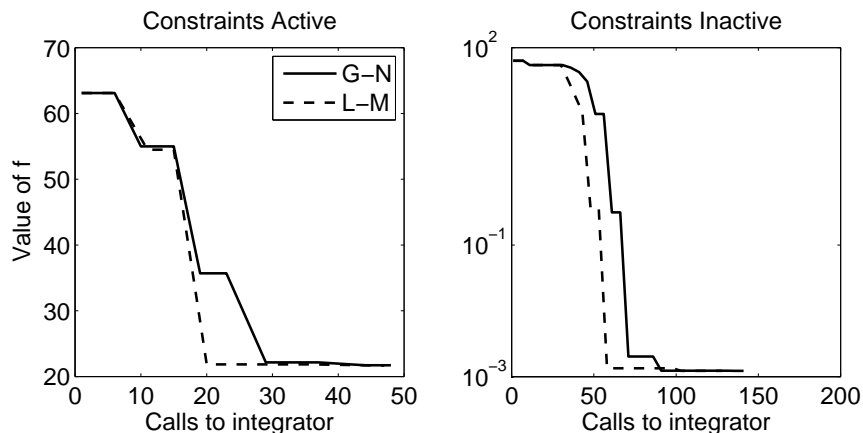 Constraints Active
Constraints Inactive
70
60
50
40
30
20
Value of f
G−N
L−M
0
10
20
30
40
50
Calls to integrator
10^2
10^−1
10^−3
0
50
100
150
200
Calls to integrator